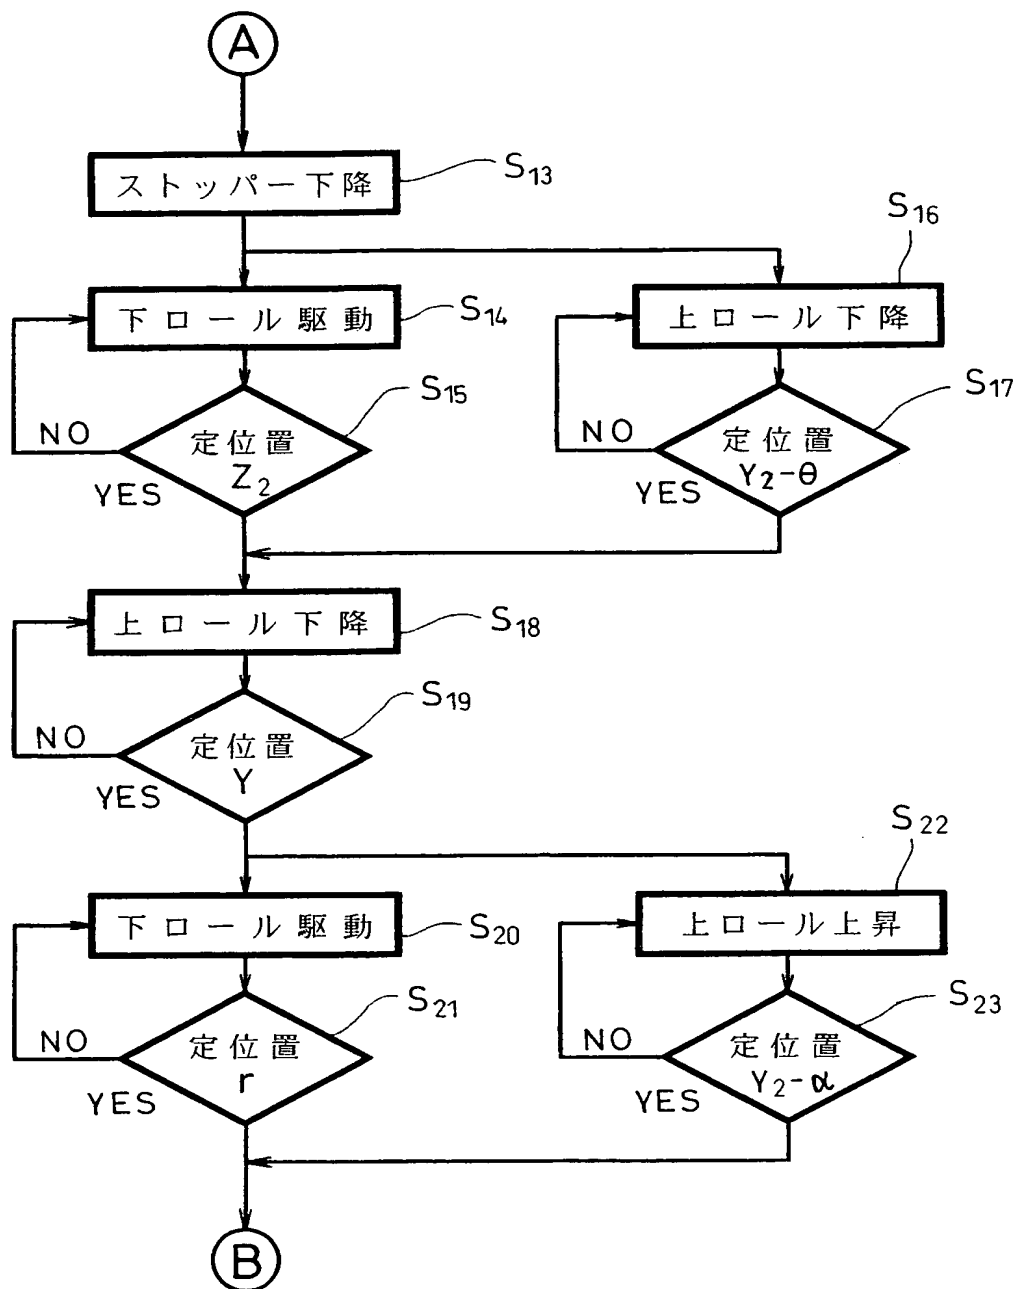 A
ストッパー下降
S13
S16
下ロール駆動
S14
上ロール下降
S15
S17
NO
定位置
Z2
YES
NO
定位置
Y2-θ
YES
上ロール下降
S18
S19
NO
定位置
Y
YES
S22
下ロール駆動
S20
上ロール上昇
S21
S23
NO
定位置
r
YES
NO
定位置
Y2-α
YES
B